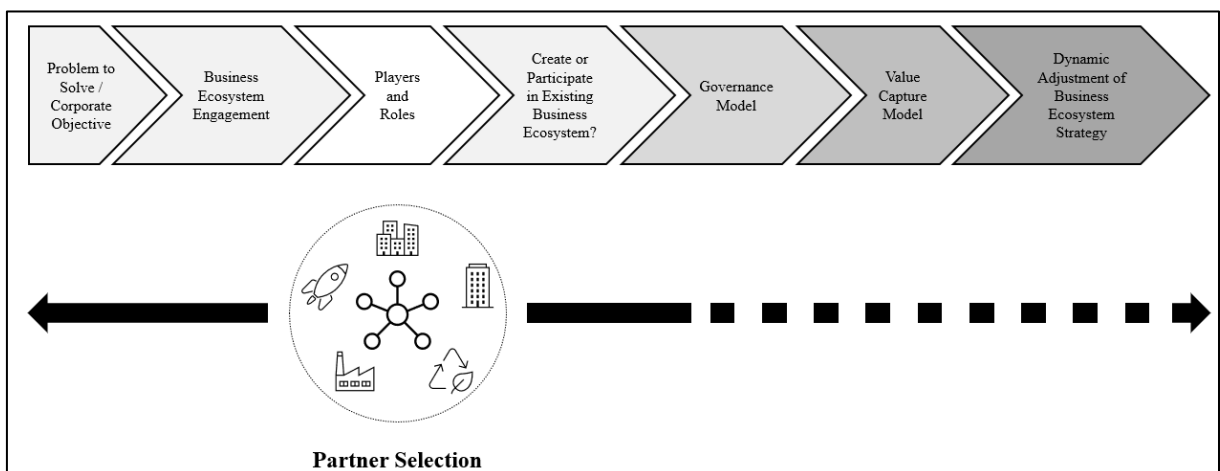 Problem to
Solve /
Corporate
Objective
Business
Ecosystem
Engagement
Players
and
Roles
Create or
Participate
in Existing
Business
Ecosystem?
Governance
Model
Value
Capture
Model
Dynamic
Adjustment of
Business
Ecosystem
Strategy
Partner Selection